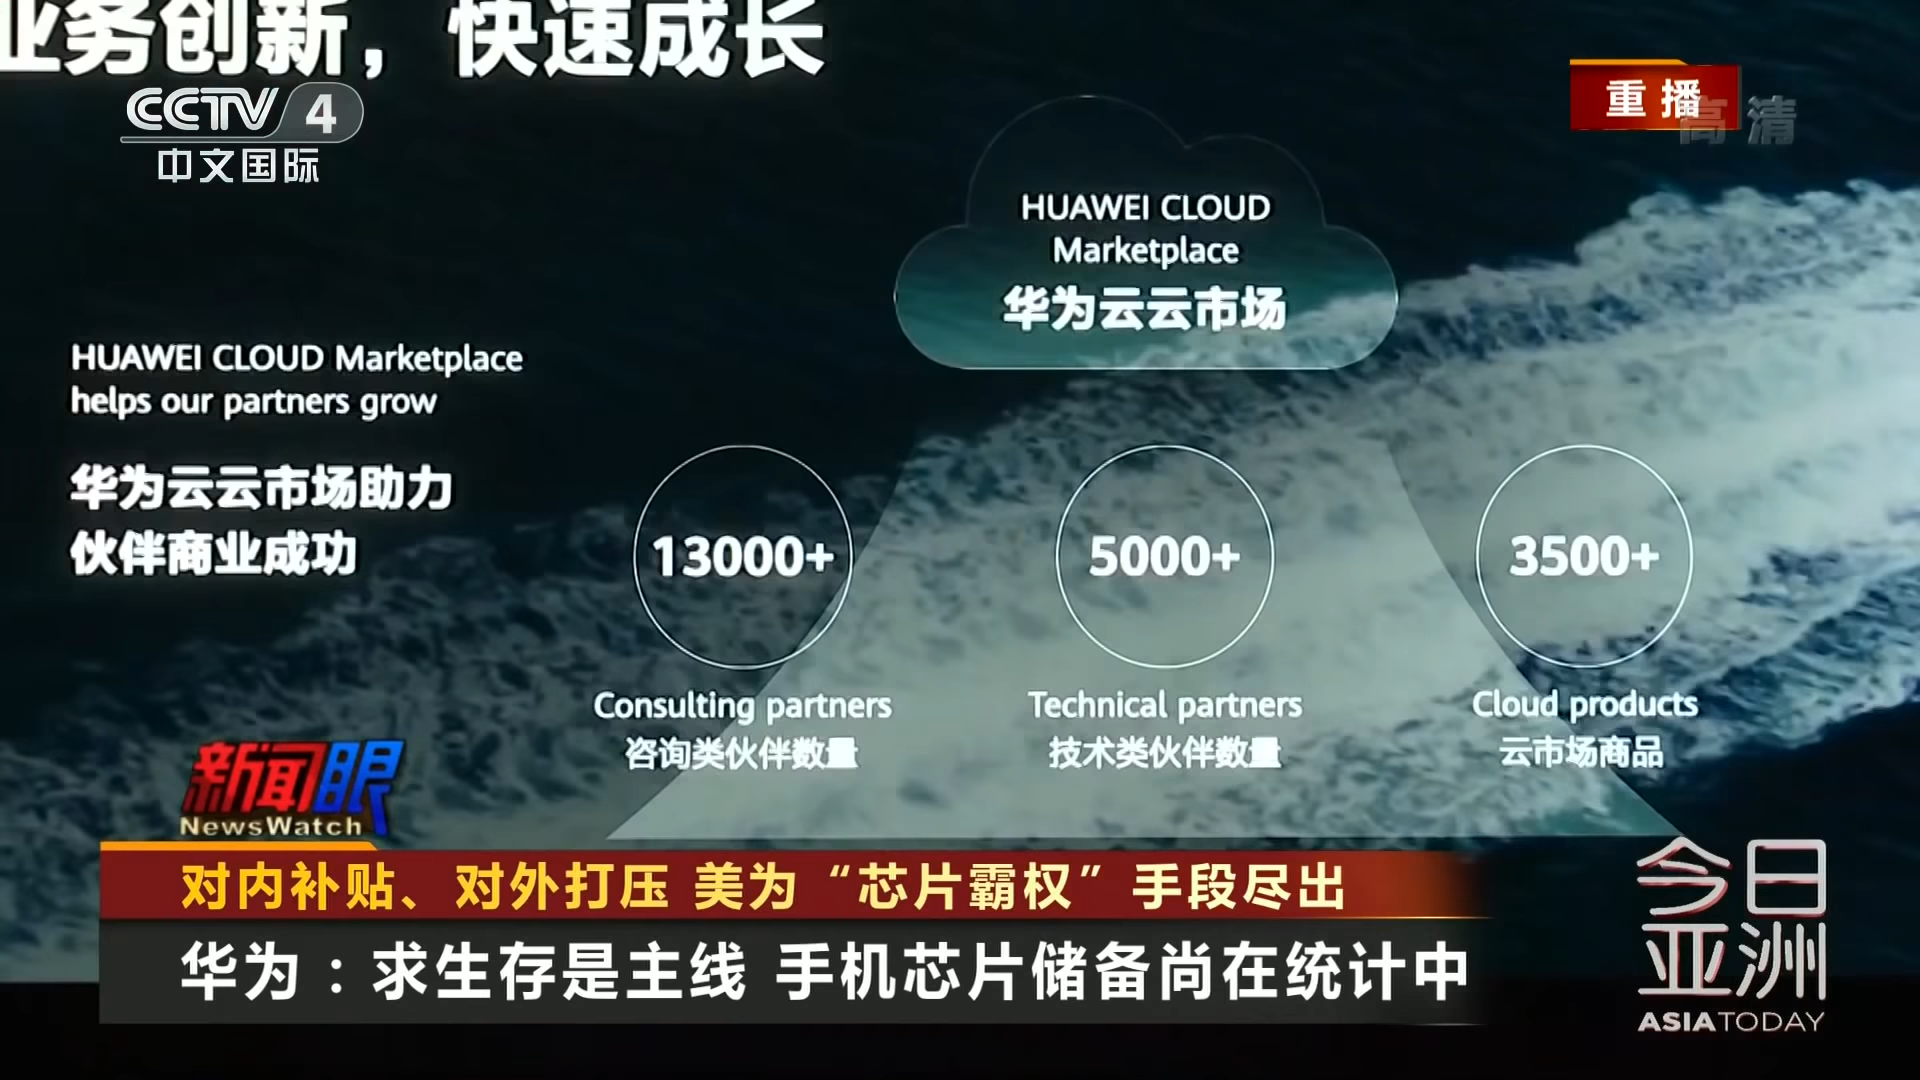 业务创新，快速成长
CCTV 4
中文国际
重播
高清
HUAWEI CLOUD
Marketplace
华为云云市场
HUAWEI CLOUD Marketplace
helps our partners grow
华为云云市场助力
伙伴商业成功
13000+
5000+
3500+
Consulting partners
咨询类伙伴数量
Technical partners
技术类伙伴数量
Cloud products
云市场商品
新闻眼
NewsWatch
对内补贴、对外打压 美为“芯片霸权”手段尽出
华为：求生存是主线 手机芯片储备尚在统计中
今日
亚洲
ASIA TODAY